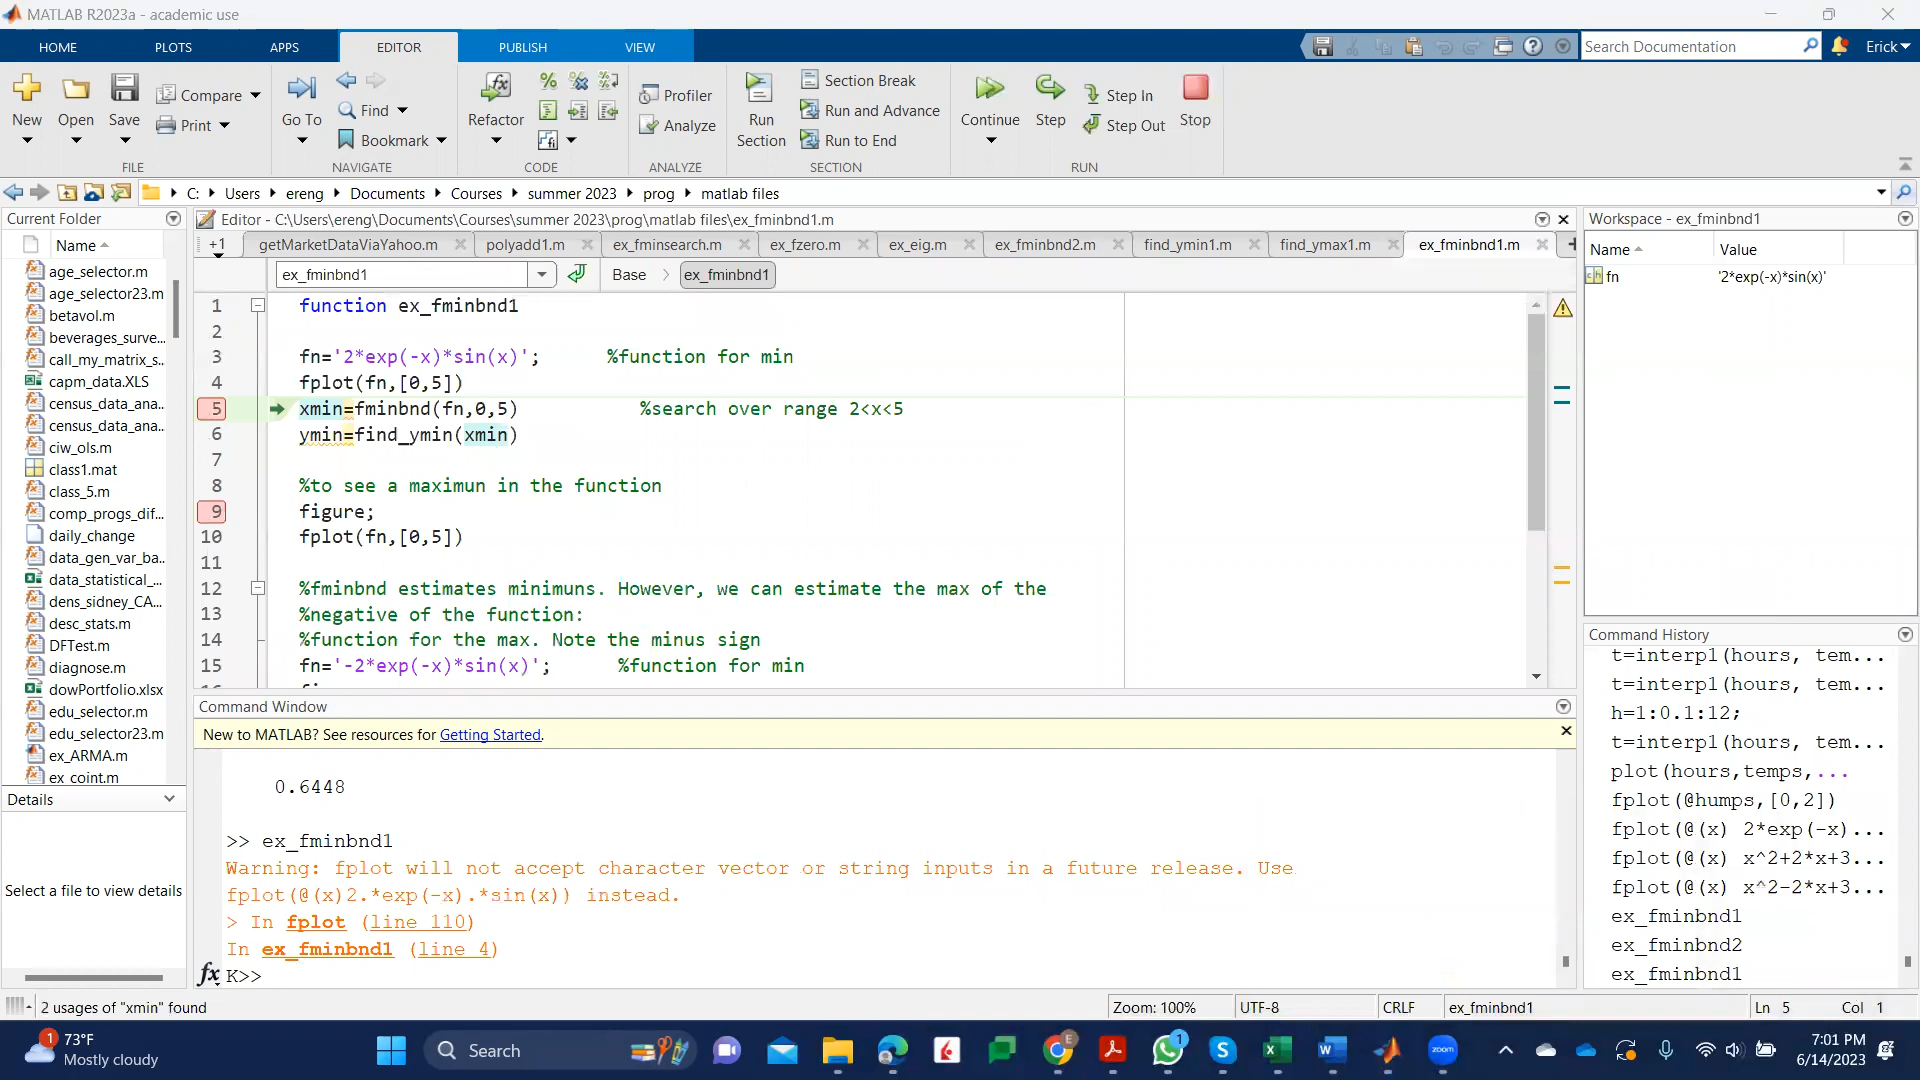 MATLAB R2023a - academic use
HOME PLOTS APPS EDITOR PUBLISH VIEW Search Documentation Erick
New Open Save Compare Print Go To Find Bookmark Refactor Profiler Analyze Run Section Section Break Run and Advance Run to End Continue Step Step In Step Out Stop
FILE NAVIGATE CODE ANALYZE SECTION RUN
C: Users ereng Documents Courses summer 2023 prog matlab files
Current Folder
Name
age_selector.m
age_selector23.m
betavol.m
beverages_surve...
call_my_matrix_s...
capm_data.XLS
census_data_ana...
census_data_ana...
ciw_ols.m
class1.mat
class_5.m
comp_progs_dif...
daily_change
data_gen_var_ba...
data_statistical_...
dens_sidney_CA...
desc_stats.m
DFTest.m
diagnose.m
dowPortfolio.xlsx
edu_selector.m
edu_selector23.m
ex_ARMA.m
ex_coint.m
Details
Select a file to view details
Editor - C:\Users\ereng\Documents\Courses\summer 2023\prog\matlab files\ex_fminbnd1.m
+1 getMarketDataViaYahoo.m polyadd1.m ex_fminsearch.m ex_fzero.m ex_eig.m ex_fminbnd2.m find_ymin1.m find_ymax1.m ex_fminbnd1.m +
ex_fminbnd1 Base ex_fminbnd1
1 function ex_fminbnd1
2
3 fn='2*exp(-x)*sin(x)'; %function for min
4 fplot(fn,[0,5])
5 xmin=fminbnd(fn,0,5) %search over range 2<x<5
6 ymin=find_ymin(xmin)
7
8 %to see a maximun in the function
9 figure;
10 fplot(fn,[0,5])
11
12 %fminbnd estimates minimuns. However, we can estimate the max of the
13 %negative of the function:
14 %function for the max. Note the minus sign
15 fn='-2*exp(-x)*sin(x)'; %function for min
Command Window
New to MATLAB? See resources for Getting Started.
0.6448
>> ex_fminbnd1
Warning: fplot will not accept character vector or string inputs in a future release. Use
fplot(@(x)2.*exp(-x).*sin(x)) instead.
> In fplot (line 110)
In ex_fminbnd1 (line 4)
fx K>>
Workspace - ex_fminbnd1
Name Value
fn '2*exp(-x)*sin(x)'
Command History
t=interp1(hours, tem...
t=interp1(hours, tem...
h=1:0.1:12;
t=interp1(hours, tem...
plot(hours,temps,...
fplot(@humps,[0,2])
fplot(@(x) 2*exp(-x)...
fplot(@(x) x^2+2*x+3...
fplot(@(x) x^2-2*x+3...
ex_fminbnd1
ex_fminbnd2
ex_fminbnd1
2 usages of "xmin" found Zoom: 100% UTF-8 CRLF ex_fminbnd1 Ln 5 Col 1
1 73°F
Mostly cloudy
Search
zoom
7:01 PM
6/14/2023